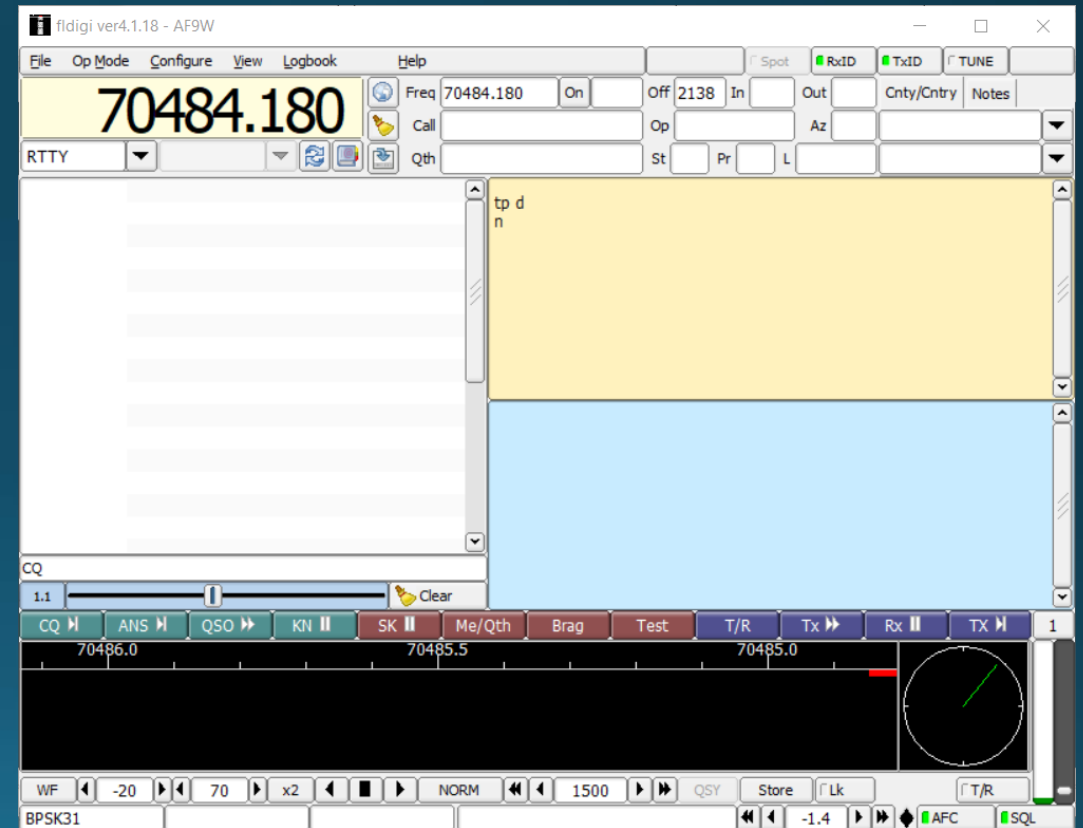 fldigi ver4.1.18 - AF9W
File Op Mode Configure View Logbook Help Spot RxID TxID TUNE
70484.180 Freq 70484.180 On Off 2138 In Out Cnty/Cntry Notes
Call Op Az
RTTY Qth St Pr L
tp d
n
CQ
1.1 Clear
CQ ANS QSO KN SK Me/Qth Brag Test T/R Tx Rx TX 1
70486.0 70485.5 70485.0
WF -20 70 x2 NORM 1500 QSY Store Lk T/R
BPSK31 -1.4 AFC SQL